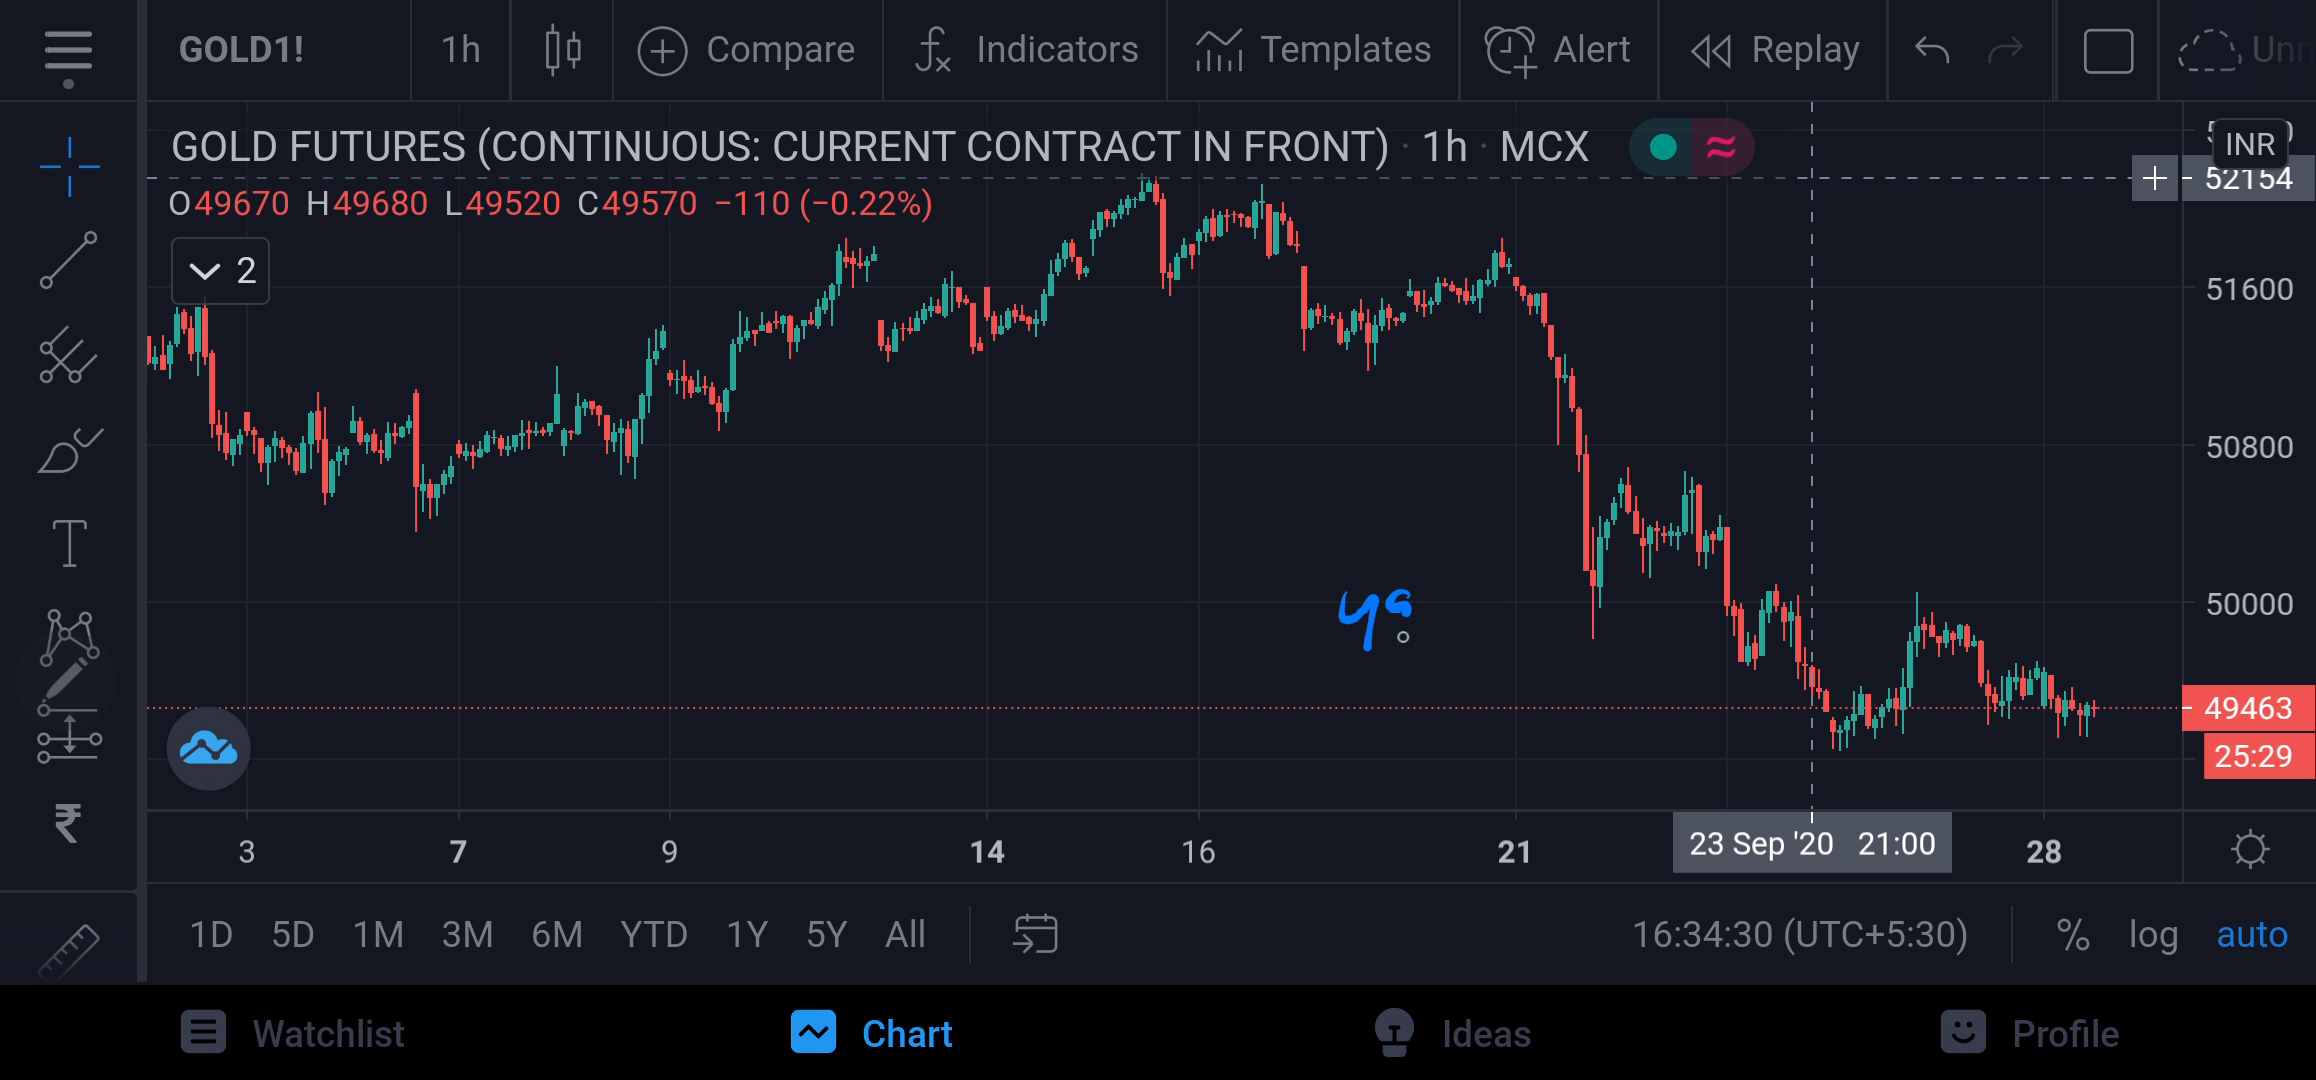 GOLD1! 1h Compare Indicators Templates Alert Replay
GOLD FUTURES (CONTINUOUS: CURRENT CONTRACT IN FRONT) · 1h · MCX
INR
52154
O49670 H49680 L49520 C49570 −110 (−0.22%)
2
51600
50800
50000
49463
25:29
3 7 9 14 16 21 23 Sep '20 21:00 28
1D 5D 1M 3M 6M YTD 1Y 5Y All 16:34:30 (UTC+5:30) % log auto
Watchlist Chart Ideas Profile